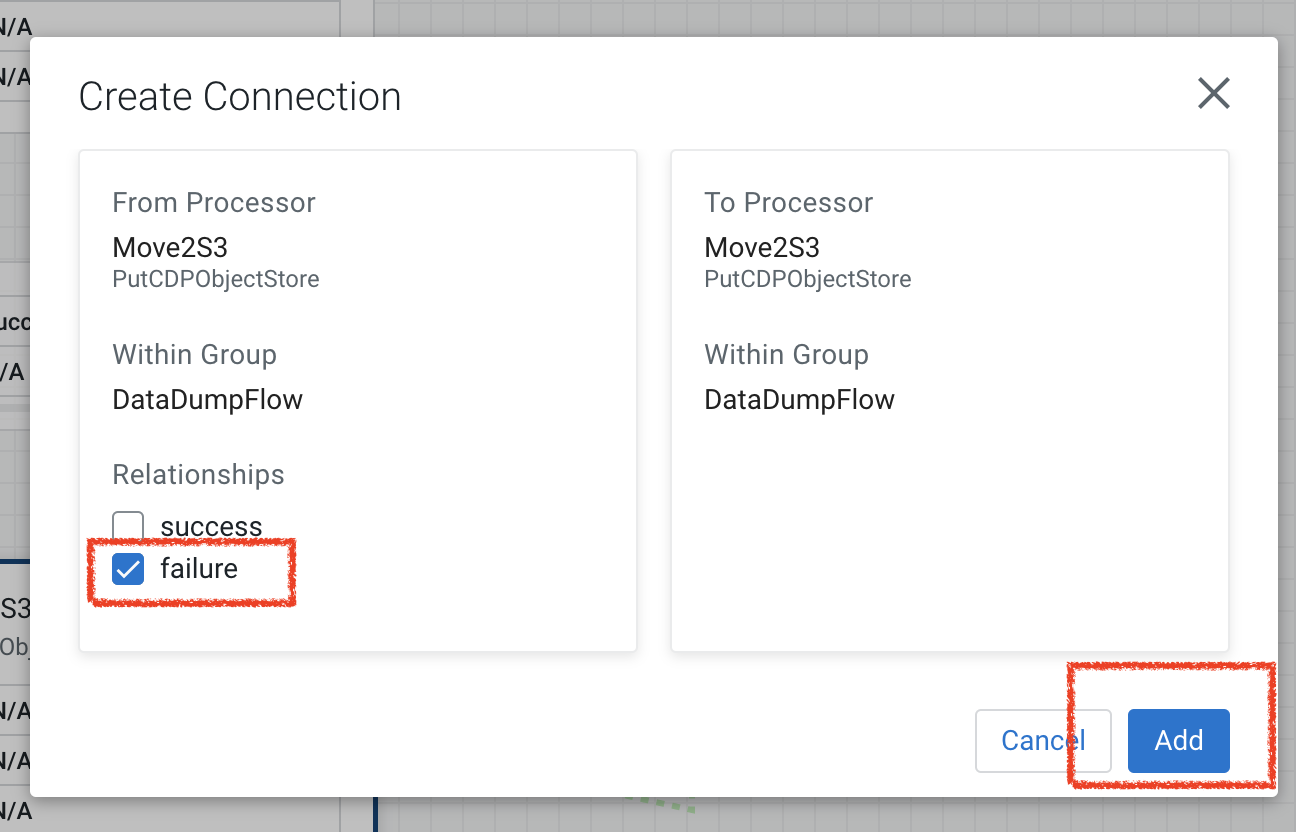 N/A
N/A
Create Connection
From Processor
Move2S3
PutCDPObjectStore
Within Group
DataDumpFlow
Relationships
success
failure
To Processor
Move2S3
PutCDPObjectStore
Within Group
DataDumpFlow
Cancel
Add
ucc
/A
S3
Ob
N/A
N/A
N/A